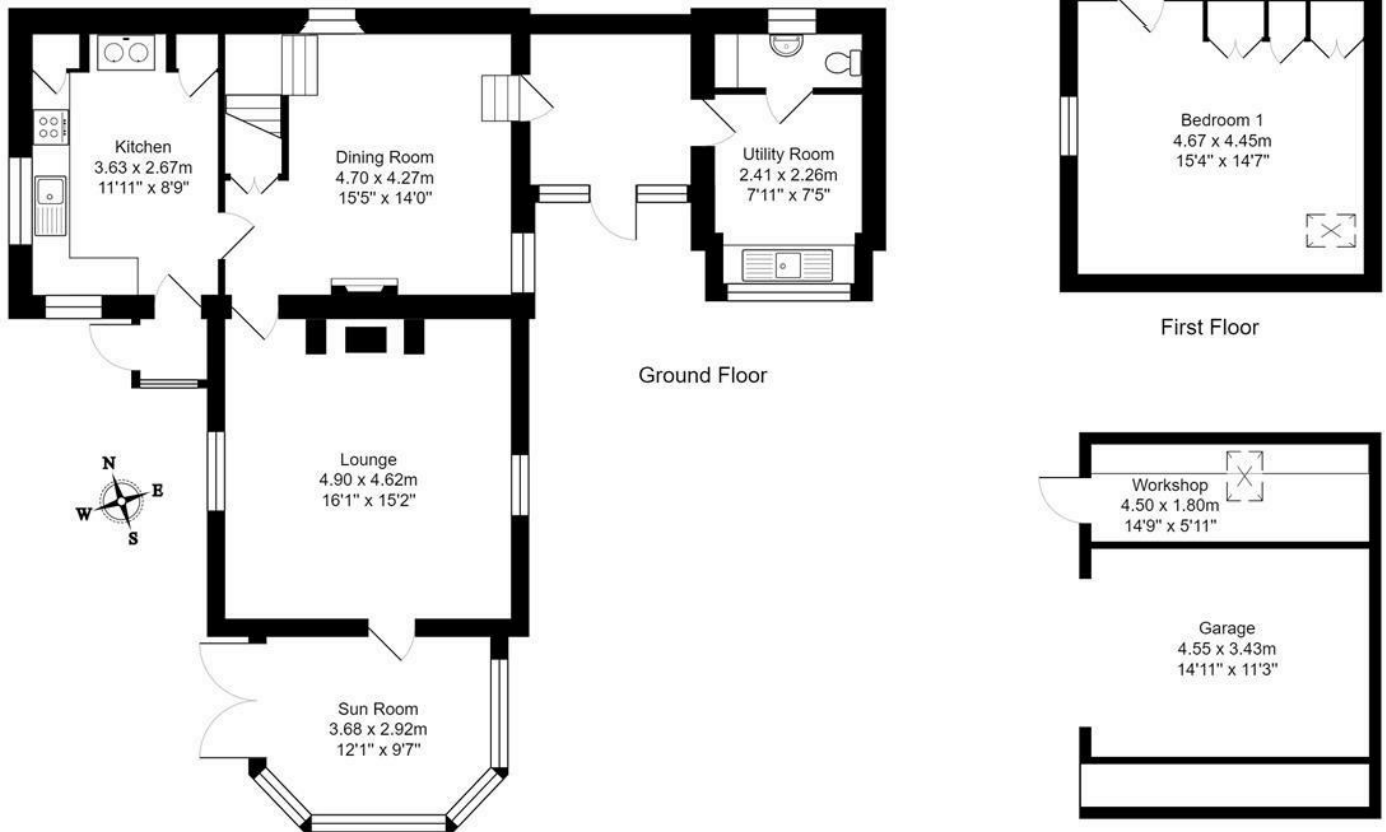 Kitchen
3.63 x 2.67m
11'11" x 8'9"
Dining Room
4.70 x 4.27m
15'5" x 14'0"
Utility Room
2.41 x 2.26m
7'11" x 7'5"
Bedroom 1
4.67 x 4.45m
15'4" x 14'7"
First Floor
Ground Floor
Lounge
4.90 x 4.62m
16'1" x 15'2"
N
E
W
S
Workshop
4.50 x 1.80m
14'9" x 5'11"
Garage
4.55 x 3.43m
14'11" x 11'3"
Sun Room
3.68 x 2.92m
12'1" x 9'7"